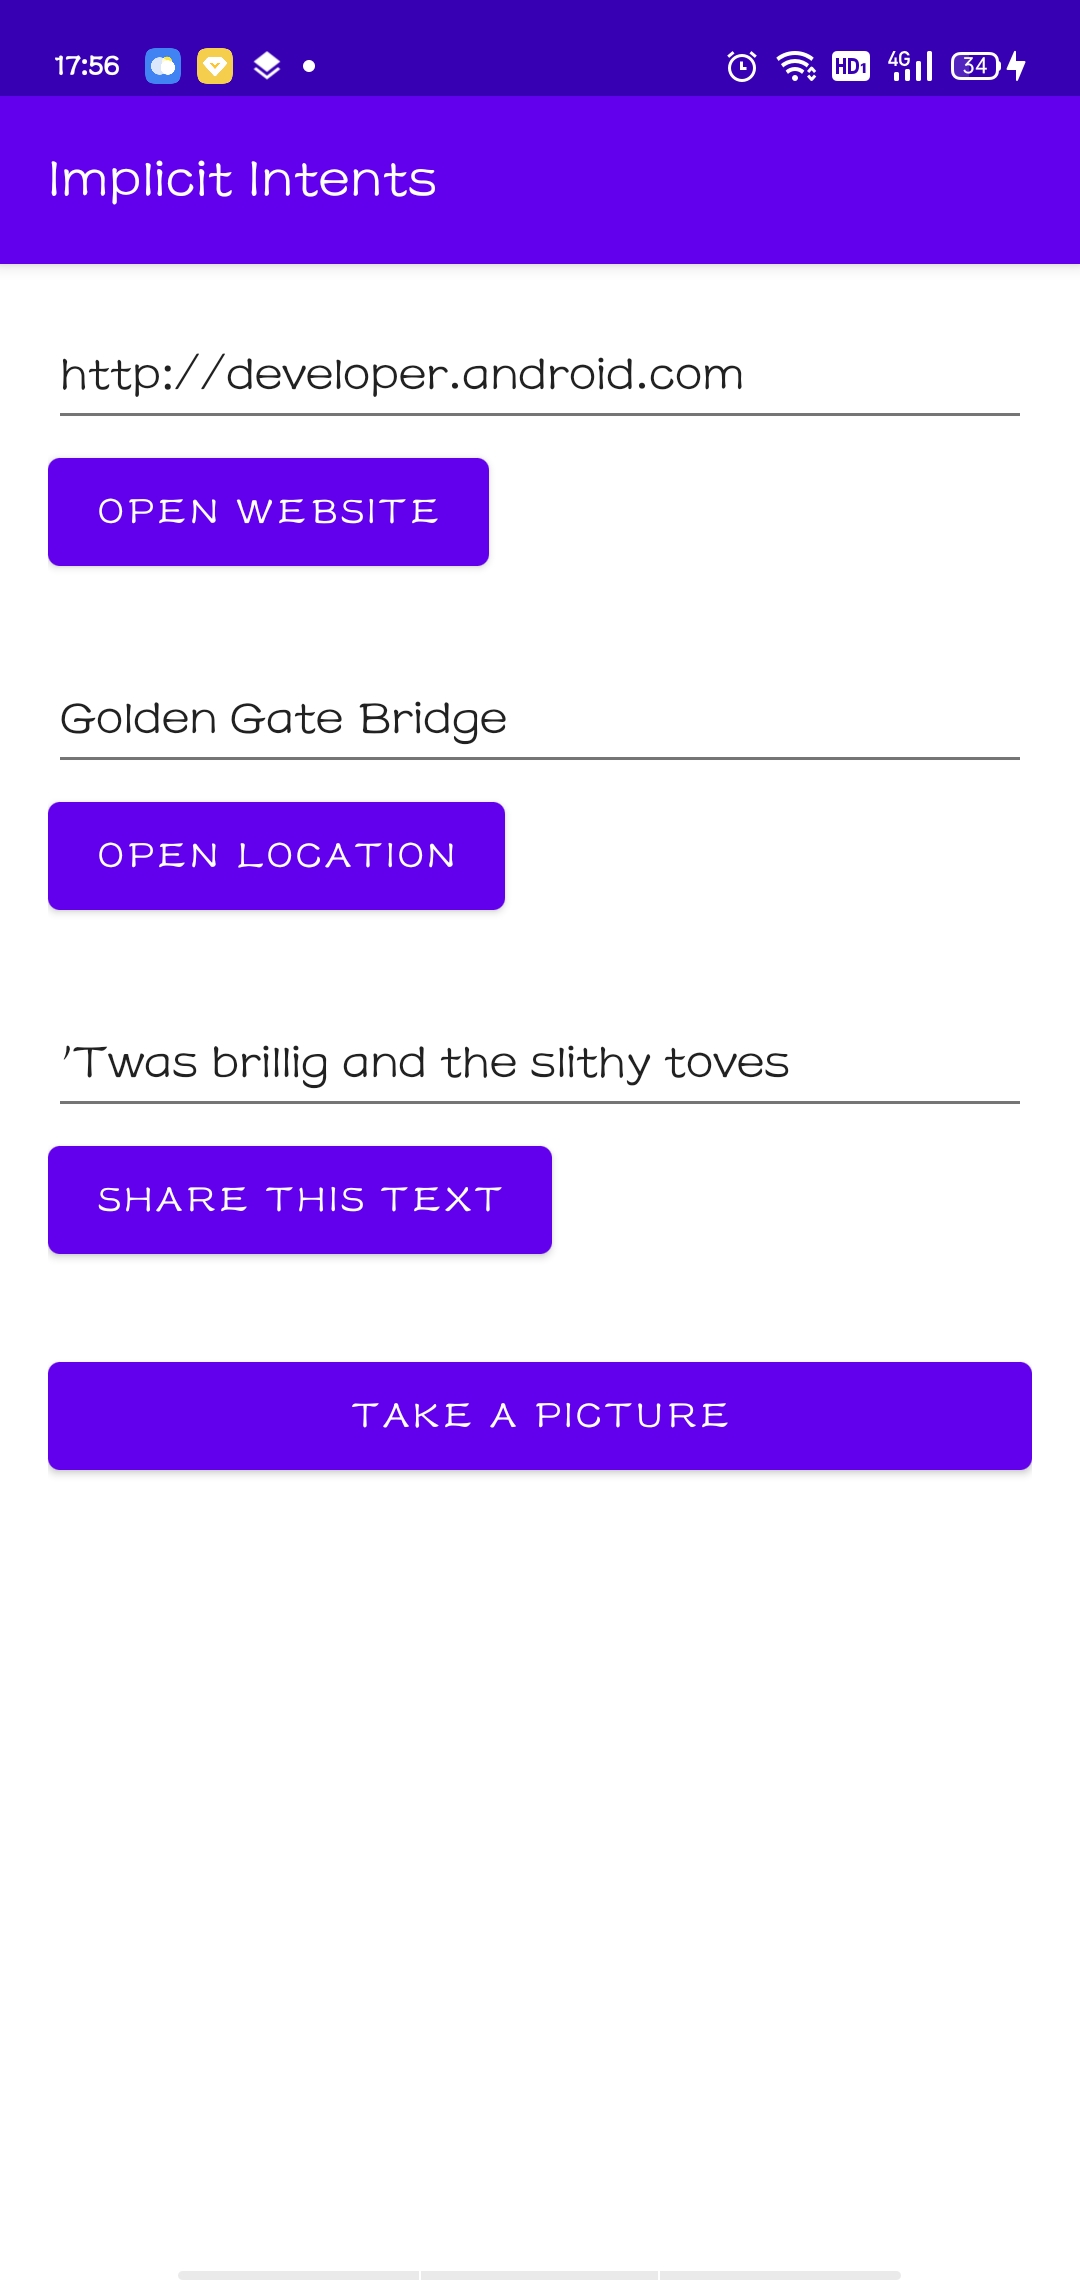 17:56
HD1 4G 34
Implicit Intents
http://developer.android.com
OPEN WEBSITE
Golden Gate Bridge
OPEN LOCATION
'Twas brillig and the slithy toves
SHARE THIS TEXT
TAKE A PICTURE